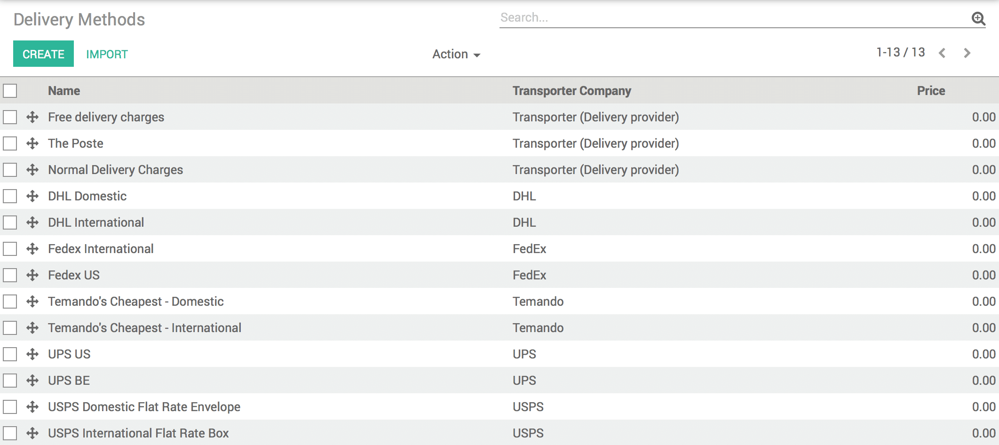 Delivery Methods
Search...
CREATE IMPORT Action 1-13 / 13
Name Transporter Company Price
Free delivery charges Transporter (Delivery provider) 0.00
The Poste Transporter (Delivery provider) 0.00
Normal Delivery Charges Transporter (Delivery provider) 0.00
DHL Domestic DHL 0.00
DHL International DHL 0.00
Fedex International FedEx 0.00
Fedex US FedEx 0.00
Temando's Cheapest - Domestic Temando 0.00
Temando's Cheapest - International Temando 0.00
UPS US UPS 0.00
UPS BE UPS 0.00
USPS Domestic Flat Rate Envelope USPS 0.00
USPS International Flat Rate Box USPS 0.00